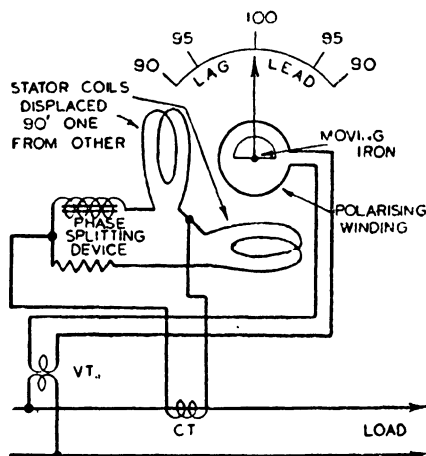 100
95
95
90
90
LAG
LEAD
STATOR COILS
DISPLACED
90° ONE
FROM OTHER
MOVING
IRON
POLARISING
WINDING
PHASE
SPLITTING
DEVICE
VT.
CT
LOAD